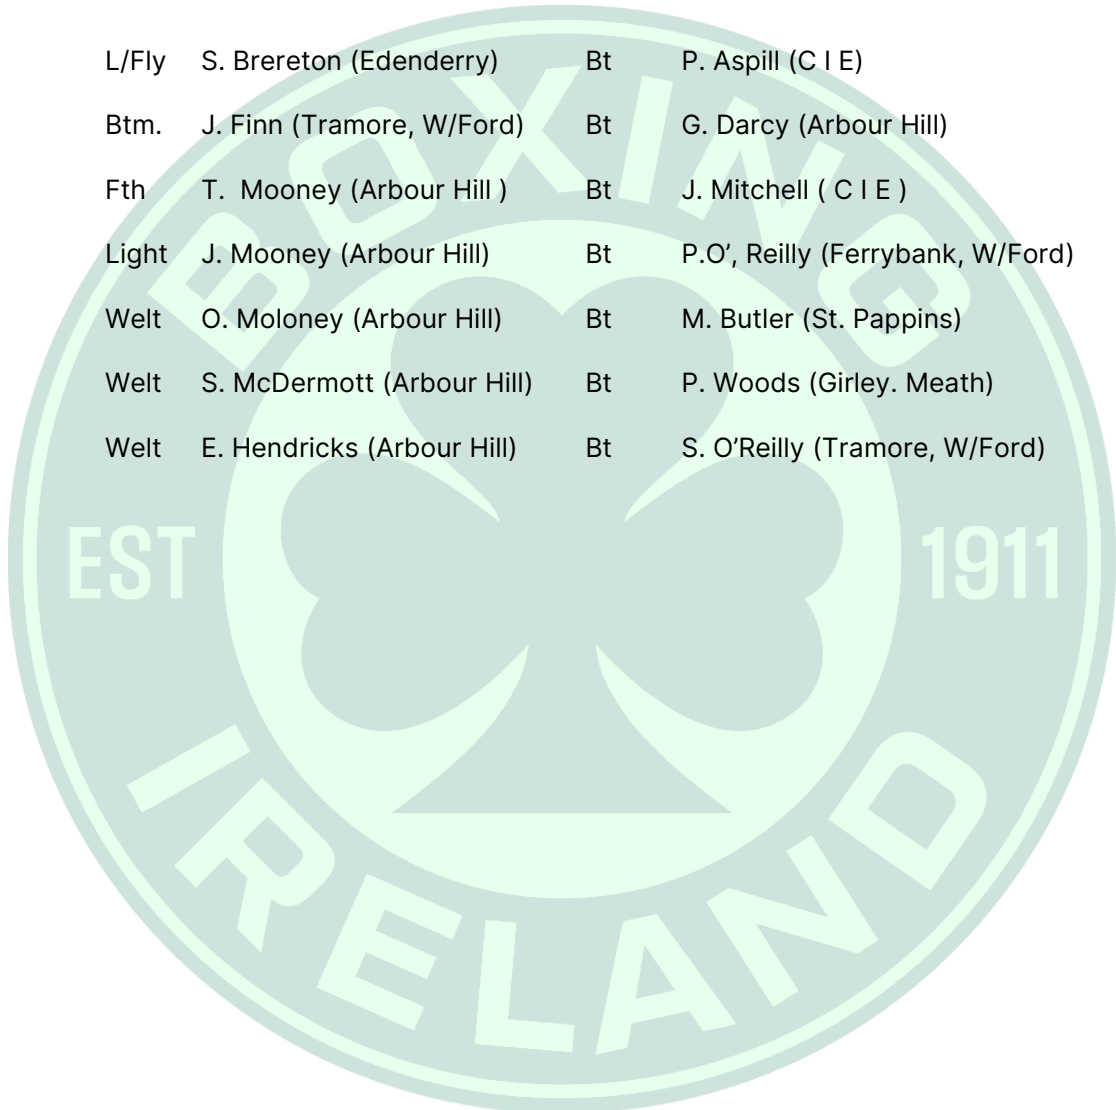 L/Fly S. Brereton (Edenderry) Bt P. Aspill (C I E)
Btm. J. Finn (Tramore, W/Ford) Bt G. Darcy (Arbour Hill)
Fth T. Mooney (Arbour Hill ) Bt J. Mitchell ( C I E )
Light J. Mooney (Arbour Hill) Bt P.O’, Reilly (Ferrybank, W/Ford)
Welt O. Moloney (Arbour Hill) Bt M. Butler (St. Pappins)
Welt S. McDermott (Arbour Hill) Bt P. Woods (Girley. Meath)
Welt E. Hendricks (Arbour Hill) Bt S. O’Reilly (Tramore, W/Ford)
BOXING
EST 1911
IRELAND